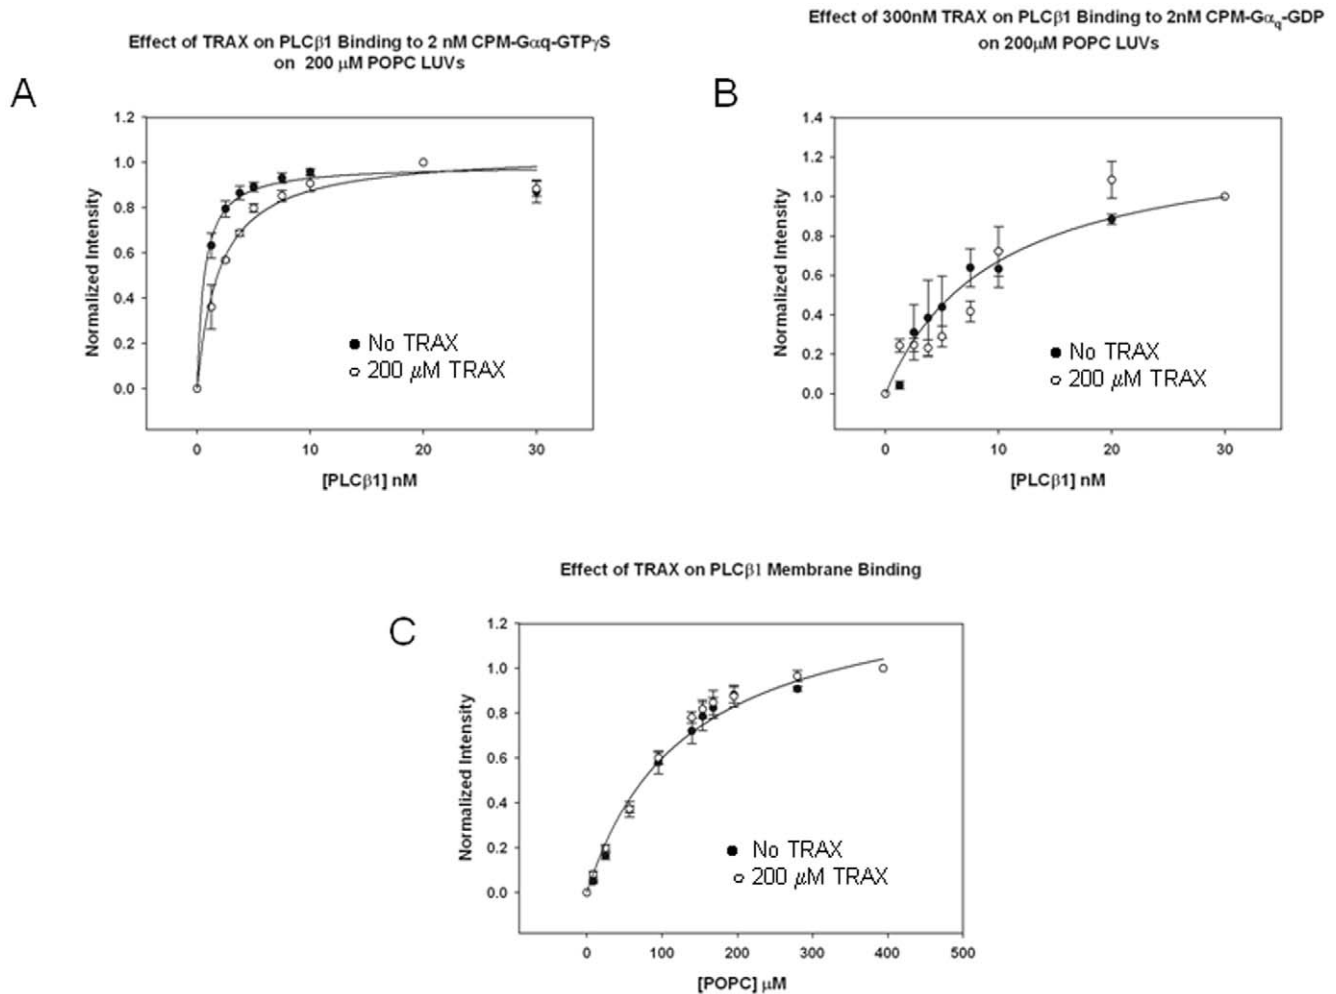 Effect of TRAX on PLCβ1 Binding to 2 nM CPM-Gαq-GTPγS
on 200 μM POPC LUVs
A
1.2
1.0
0.8
0.6
0.4
0.2
0.0
Normalized Intensity
No TRAX
200 μM TRAX
0 10 20 30
[PLCβ1] nM
Effect of 300nM TRAX on PLCβ1 Binding to 2nM CPM-Gαq-GDP
on 200μM POPC LUVs
B
1.4
1.2
1.0
0.8
0.6
0.4
0.2
0.0
Normalized Intensity
No TRAX
200 μM TRAX
0 10 20 30
[PLCβ1] nM
Effect of TRAX on PLCβ1 Membrane Binding
C
1.2
1.0
0.8
0.6
0.4
0.2
0.0
Normalized Intensity
No TRAX
200 μM TRAX
0 100 200 300 400 500
[POPC] μM